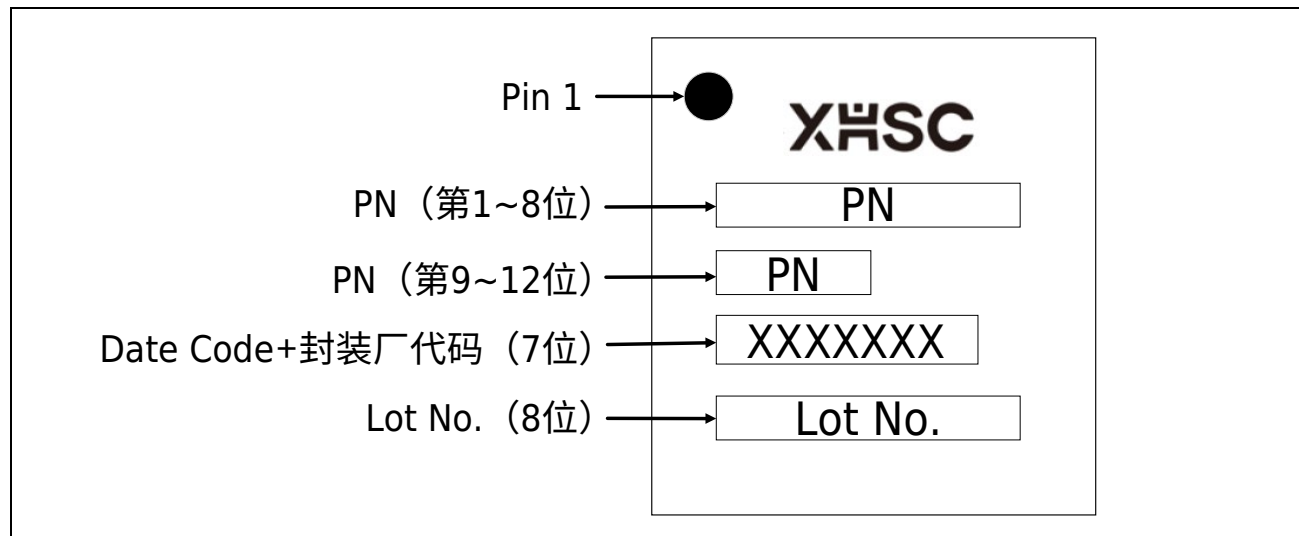 Pin 1
XHSC
PN（第1~8位） PN
PN（第9~12位） PN
Date Code+封装厂代码（7位） XXXXXXX
Lot No.（8位） Lot No.